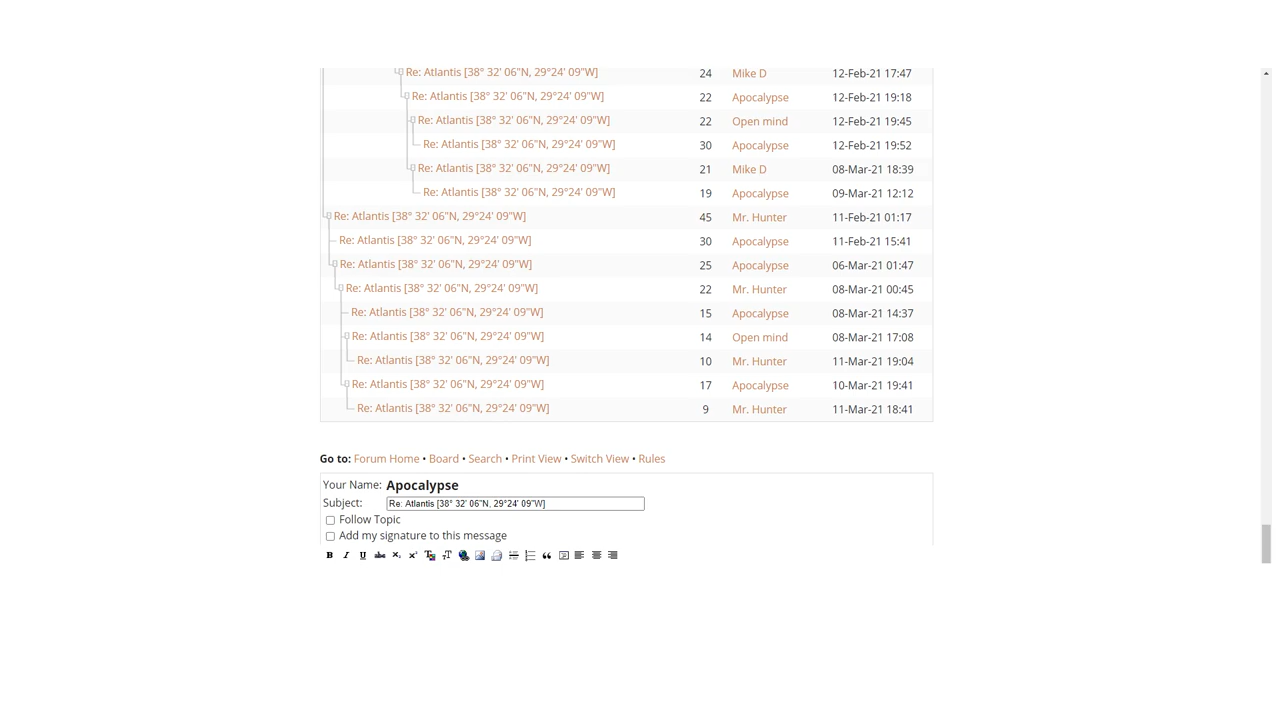 Re: Atlantis [38° 32' 06"N, 29°24' 09"W] 24 Mike D 12-Feb-21 17:47
Re: Atlantis [38° 32' 06"N, 29°24' 09"W] 22 Apocalypse 12-Feb-21 19:18
Re: Atlantis [38° 32' 06"N, 29°24' 09"W] 22 Open mind 12-Feb-21 19:45
Re: Atlantis [38° 32' 06"N, 29°24' 09"W] 30 Apocalypse 12-Feb-21 19:52
Re: Atlantis [38° 32' 06"N, 29°24' 09"W] 21 Mike D 08-Mar-21 18:39
Re: Atlantis [38° 32' 06"N, 29°24' 09"W] 19 Apocalypse 09-Mar-21 12:12
Re: Atlantis [38° 32' 06"N, 29°24' 09"W] 45 Mr. Hunter 11-Feb-21 01:17
Re: Atlantis [38° 32' 06"N, 29°24' 09"W] 30 Apocalypse 11-Feb-21 15:41
Re: Atlantis [38° 32' 06"N, 29°24' 09"W] 25 Apocalypse 06-Mar-21 01:47
Re: Atlantis [38° 32' 06"N, 29°24' 09"W] 22 Mr. Hunter 08-Mar-21 00:45
Re: Atlantis [38° 32' 06"N, 29°24' 09"W] 15 Apocalypse 08-Mar-21 14:37
Re: Atlantis [38° 32' 06"N, 29°24' 09"W] 14 Open mind 08-Mar-21 17:08
Re: Atlantis [38° 32' 06"N, 29°24' 09"W] 10 Mr. Hunter 11-Mar-21 19:04
Re: Atlantis [38° 32' 06"N, 29°24' 09"W] 17 Apocalypse 10-Mar-21 19:41
Re: Atlantis [38° 32' 06"N, 29°24' 09"W] 9 Mr. Hunter 11-Mar-21 18:41
Go to: Forum Home • Board • Search • Print View • Switch View • Rules
Your Name: Apocalypse
Subject: Re: Atlantis [38° 32' 06"N, 29°24' 09"W]
Follow Topic
Add my signature to this message